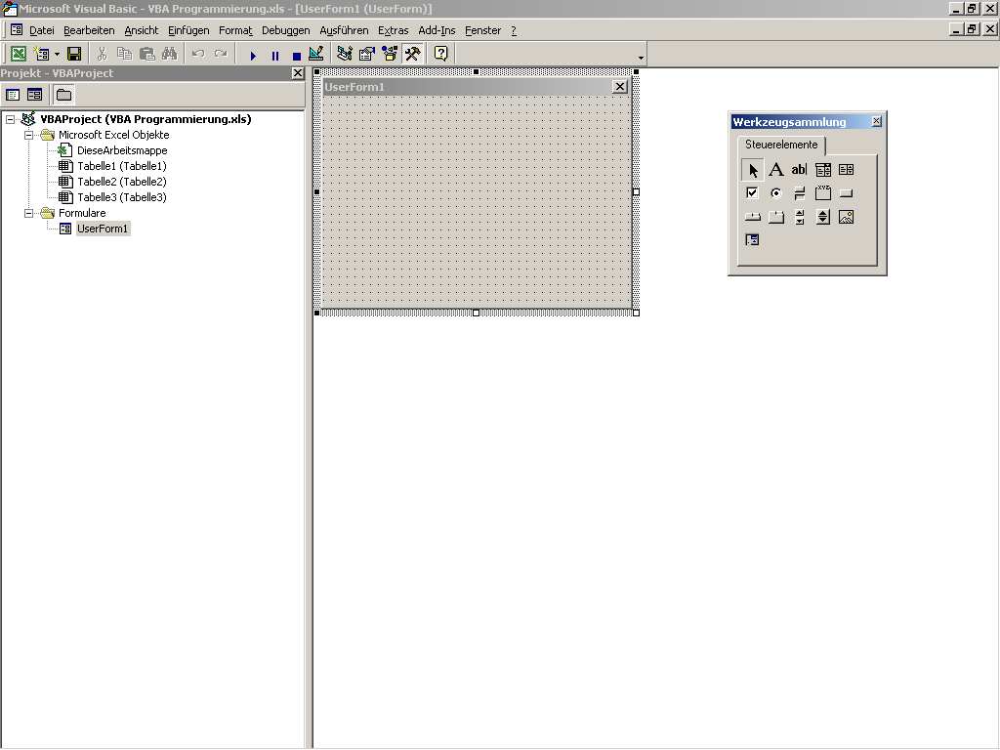 Microsoft Visual Basic - VBA Programmierung.xls - [UserForm1 (UserForm)]
Datei Bearbeiten Ansicht Einfügen Format Debuggen Ausführen Extras Add-Ins Fenster ?
Projekt - VBAProject
VBAProject (VBA Programmierung.xls)
Microsoft Excel Objekte
DieseArbeitsmappe
Tabelle1 (Tabelle1)
Tabelle2 (Tabelle2)
Tabelle3 (Tabelle3)
Formulare
UserForm1
UserForm1
Werkzeugsammlung
Steuerelemente
A ab|
XYZ